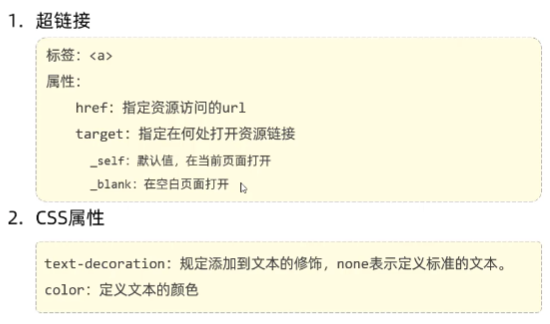 1. 超链接
标签: <a>
属性:
href: 指定资源访问的url
target: 指定在何处打开资源链接
_self: 默认值，在当前页面打开
_blank: 在空白页面打开
2. CSS属性
text-decoration: 规定添加到文本的修饰，none表示定义标准的文本。
color: 定义文本的颜色